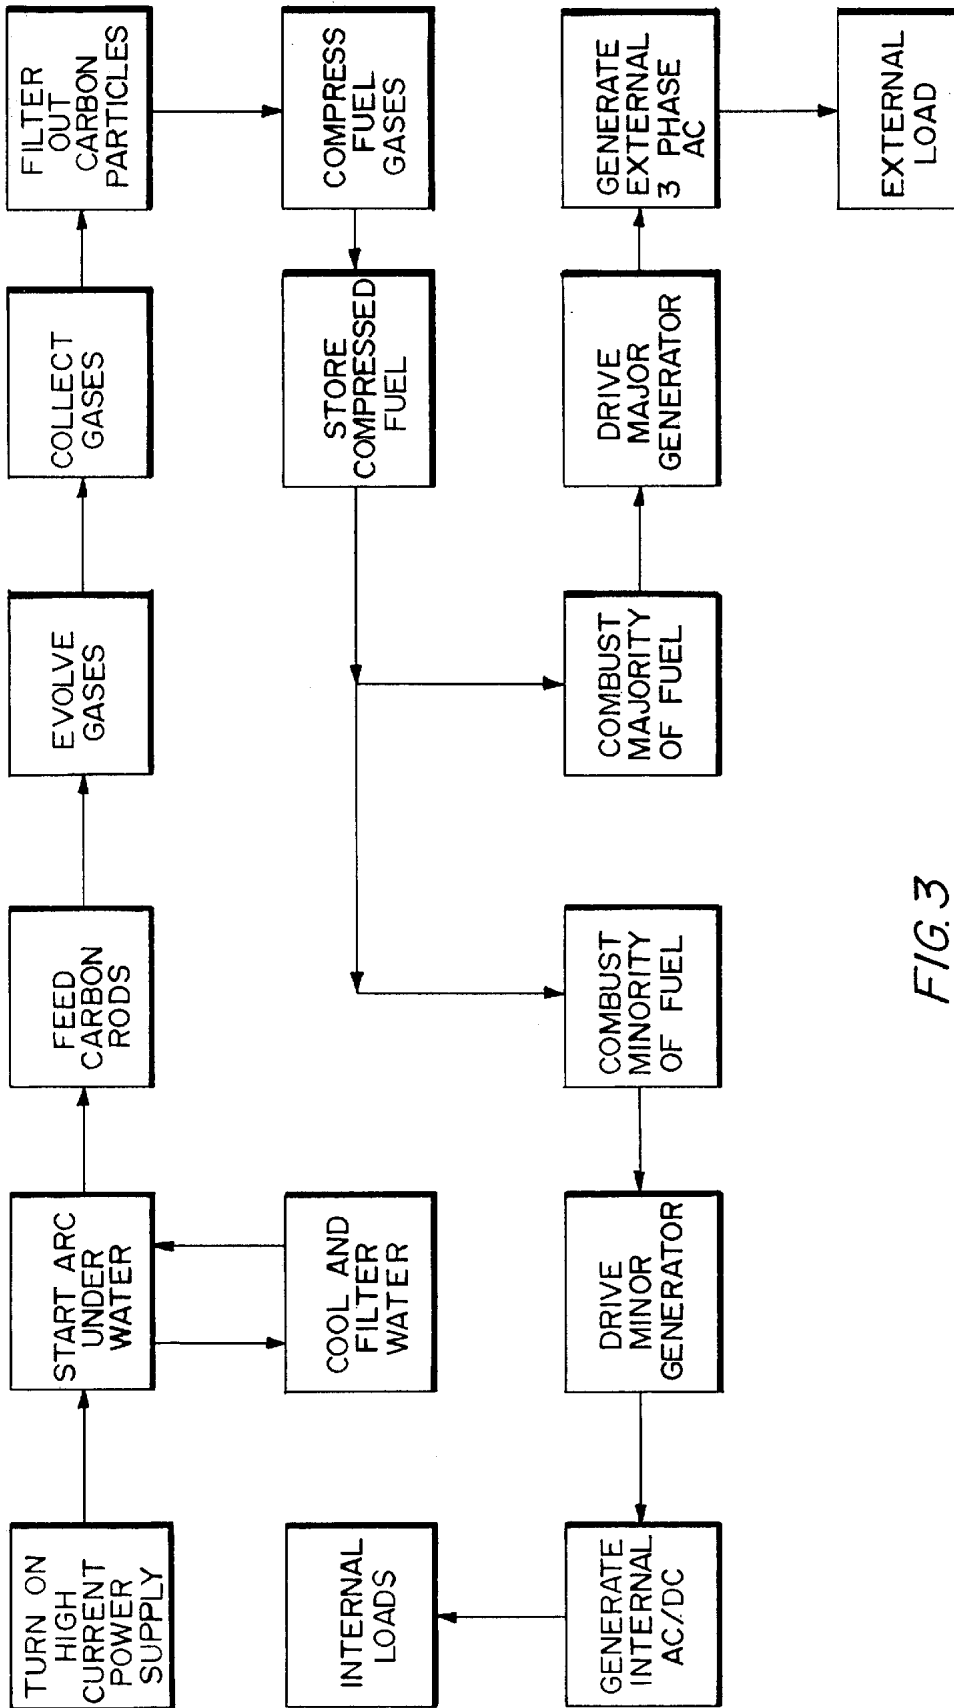 TURN ON
HIGH
CURRENT
POWER
SUPPLY
START ARC
UNDER
WATER
FEED
CARBON
RODS
EVOLVE
GASES
COLLECT
GASES
FILTER
OUT
CARBON
PARTICLES
INTERNAL
LOADS
COOL AND
FILTER
WATER
STORE
COMPRESSED
FUEL
COMPRESS
FUEL
GASES
GENERATE
INTERNAL
AC/DC
DRIVE
MINOR
GENERATOR
COMBUST
MINORITY
OF FUEL
COMBUST
MAJORITY
OF FUEL
DRIVE
MAJOR
GENERATOR
GENERATE
EXTERNAL
3 PHASE
AC
EXTERNAL
LOAD
FIG. 3